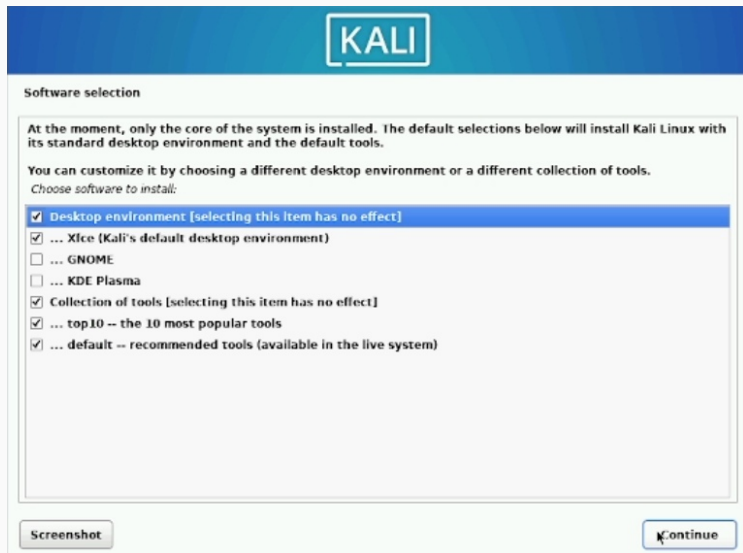 KALI
Software selection
At the moment, only the core of the system is installed. The default selections below will install Kali Linux with
its standard desktop environment and the default tools.
You can customize it by choosing a different desktop environment or a different collection of tools.
Choose software to install:
Desktop environment [selecting this item has no effect]
... Xfce (Kali's default desktop environment)
... GNOME
... KDE Plasma
Collection of tools [selecting this item has no effect]
... top10 -- the 10 most popular tools
... default -- recommended tools (available in the live system)
Screenshot
Continue